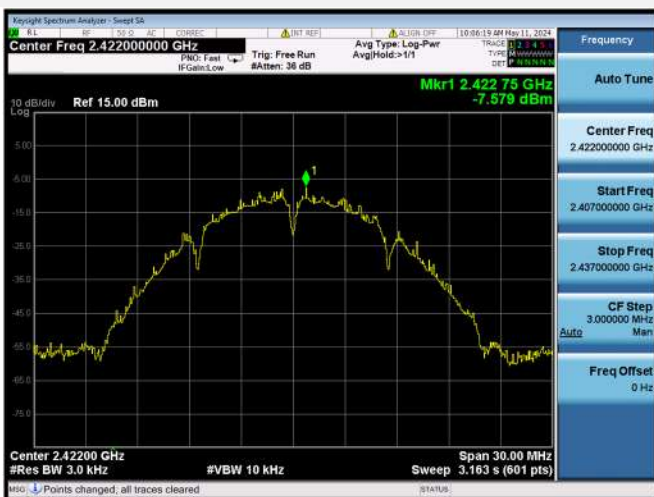 Keysight Spectrum Analyzer - Swept SA
RL RF 50 Ω AC CORREC INT REF ALIGN OFF 10:06:19 AM May 11, 2024
Center Freq 2.422000000 GHz
PNO: Fast
IFGain:Low
Trig: Free Run
#Atten: 36 dB
Avg Type: Log-Pwr
Avg|Hold:>1/1
TRACE 1 2 3 4 5 6
TYPE
DET P N N N N N
Mkr1 2.422 75 GHz
-7.579 dBm
10 dB/div Ref 15.00 dBm
Log
5.00
-5.00
-15.0
-25.0
-35.0
-45.0
-55.0
-65.0
-75.0
1
Center 2.42200 GHz
Span 30.00 MHz
#Res BW 3.0 kHz
#VBW 10 kHz
Sweep 3.163 s (601 pts)
MSG Points changed; all traces cleared
STATUS
Frequency
Auto Tune
Center Freq
2.422000000 GHz
Start Freq
2.407000000 GHz
Stop Freq
2.437000000 GHz
CF Step
3.000000 MHz
Auto Man
Freq Offset
0 Hz